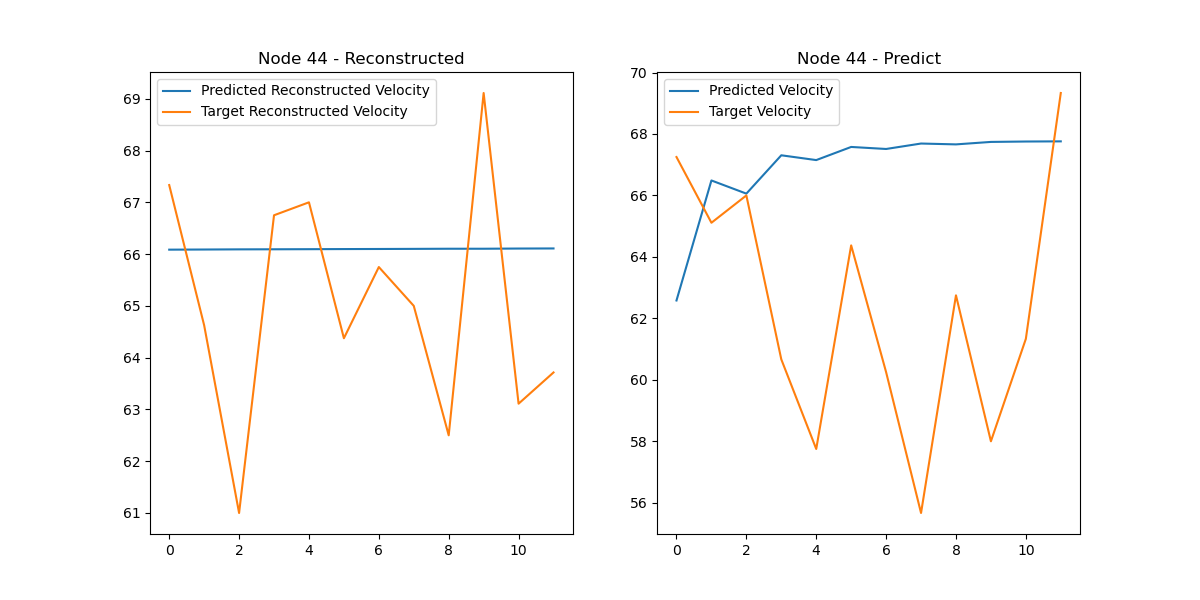 Node 44 - Reconstructed
Predicted Reconstructed Velocity
Target Reconstructed Velocity
69
68
67
66
65
64
63
62
61
0 2 4 6 8 10
Node 44 - Predict
Predicted Velocity
Target Velocity
70
68
66
64
62
60
58
56
0 2 4 6 8 10